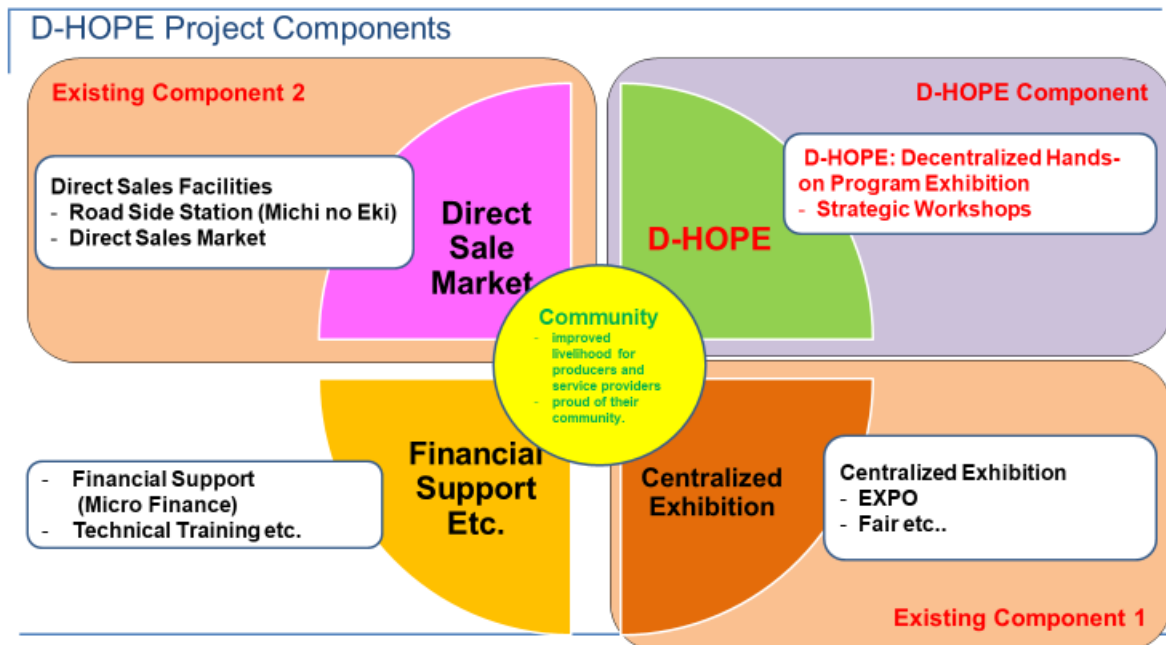 D-HOPE Project Components
Existing Component 2
Direct Sales Facilities
- Road Side Station (Michi no Eki)
- Direct Sales Market
Direct
Sale
Market
D-HOPE Component
D-HOPE: Decentralized Hands-
on Program Exhibition
- Strategic Workshops
D-HOPE
Community
- improved
livelihood for
producers and
service providers
- proud of their
community.
- Financial Support
(Micro Finance)
- Technical Training etc.
Financial
Support
Etc.
Centralized
Exhibition
Centralized Exhibition
- EXPO
- Fair etc..
Existing Component 1